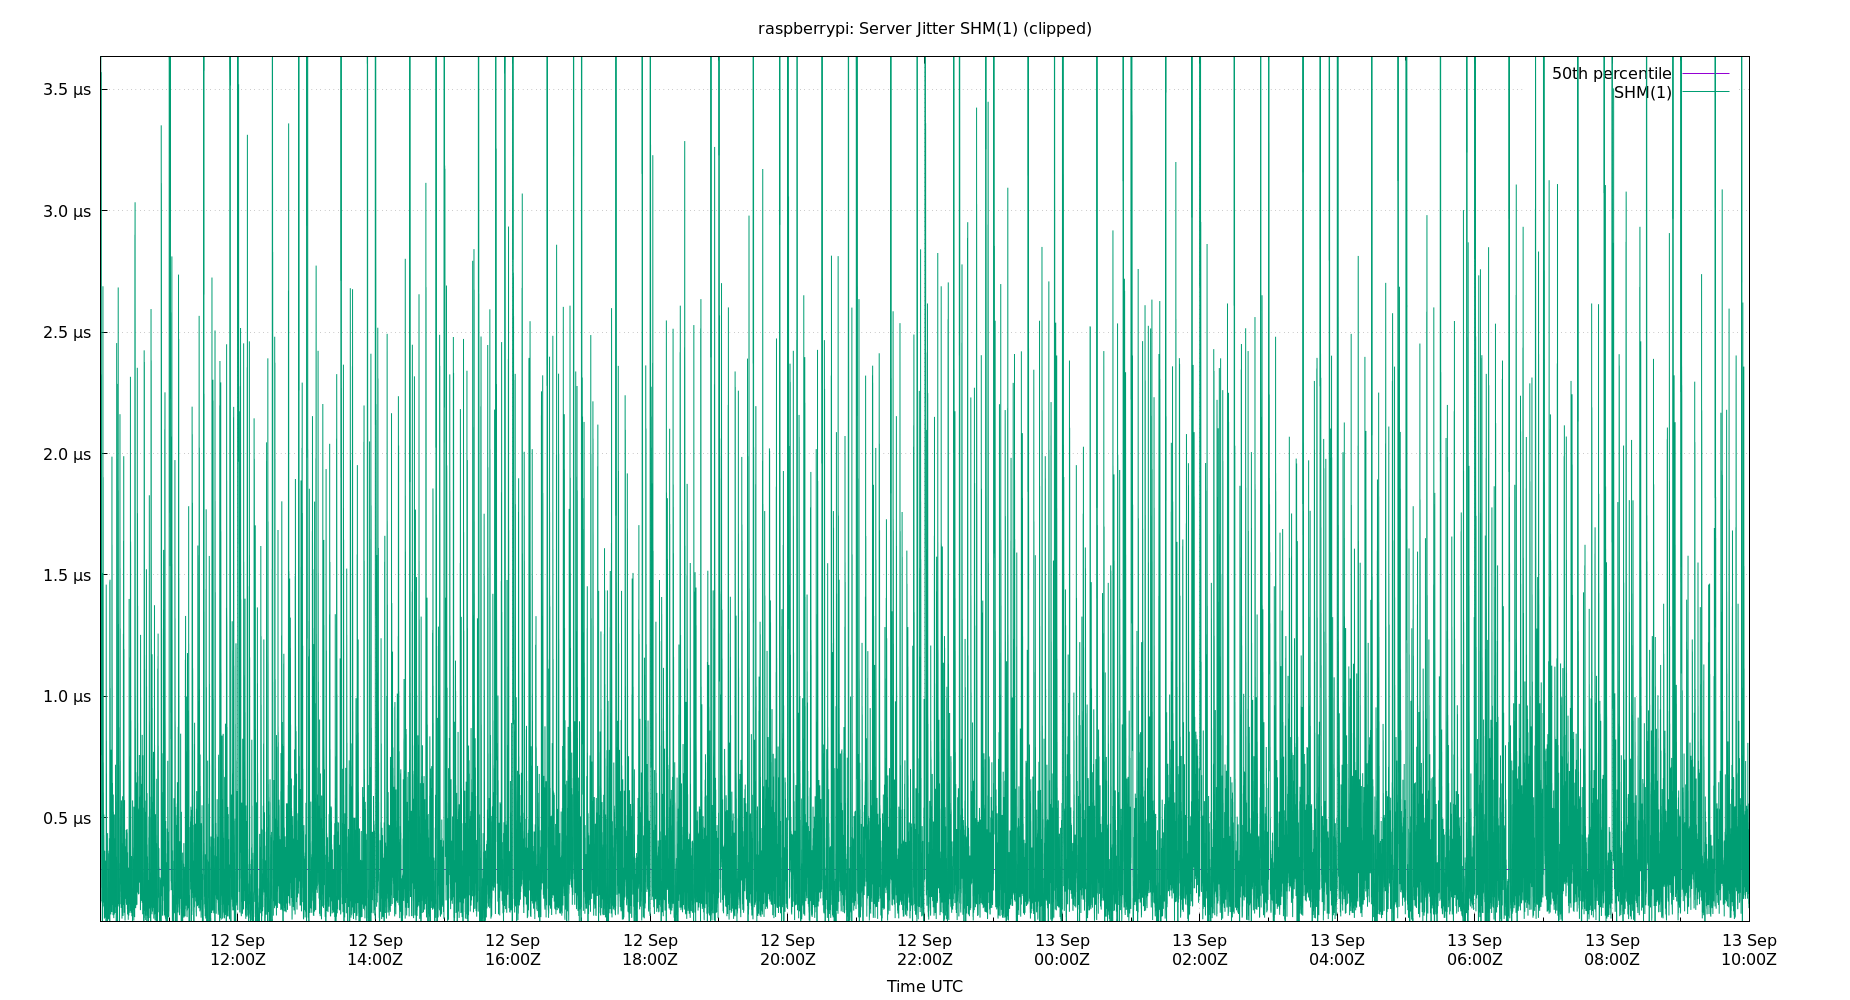 raspberrypi: Server Jitter SHM(1) (clipped)
50th percentile
SHM(1)
3.5 µs
3.0 µs
2.5 µs
2.0 µs
1.5 µs
1.0 µs
0.5 µs
12 Sep 12 Sep 12 Sep 12 Sep 12 Sep 12 Sep 13 Sep 13 Sep 13 Sep 13 Sep 13 Sep 13 Sep
12:00Z 14:00Z 16:00Z 18:00Z 20:00Z 22:00Z 00:00Z 02:00Z 04:00Z 06:00Z 08:00Z 10:00Z
Time UTC